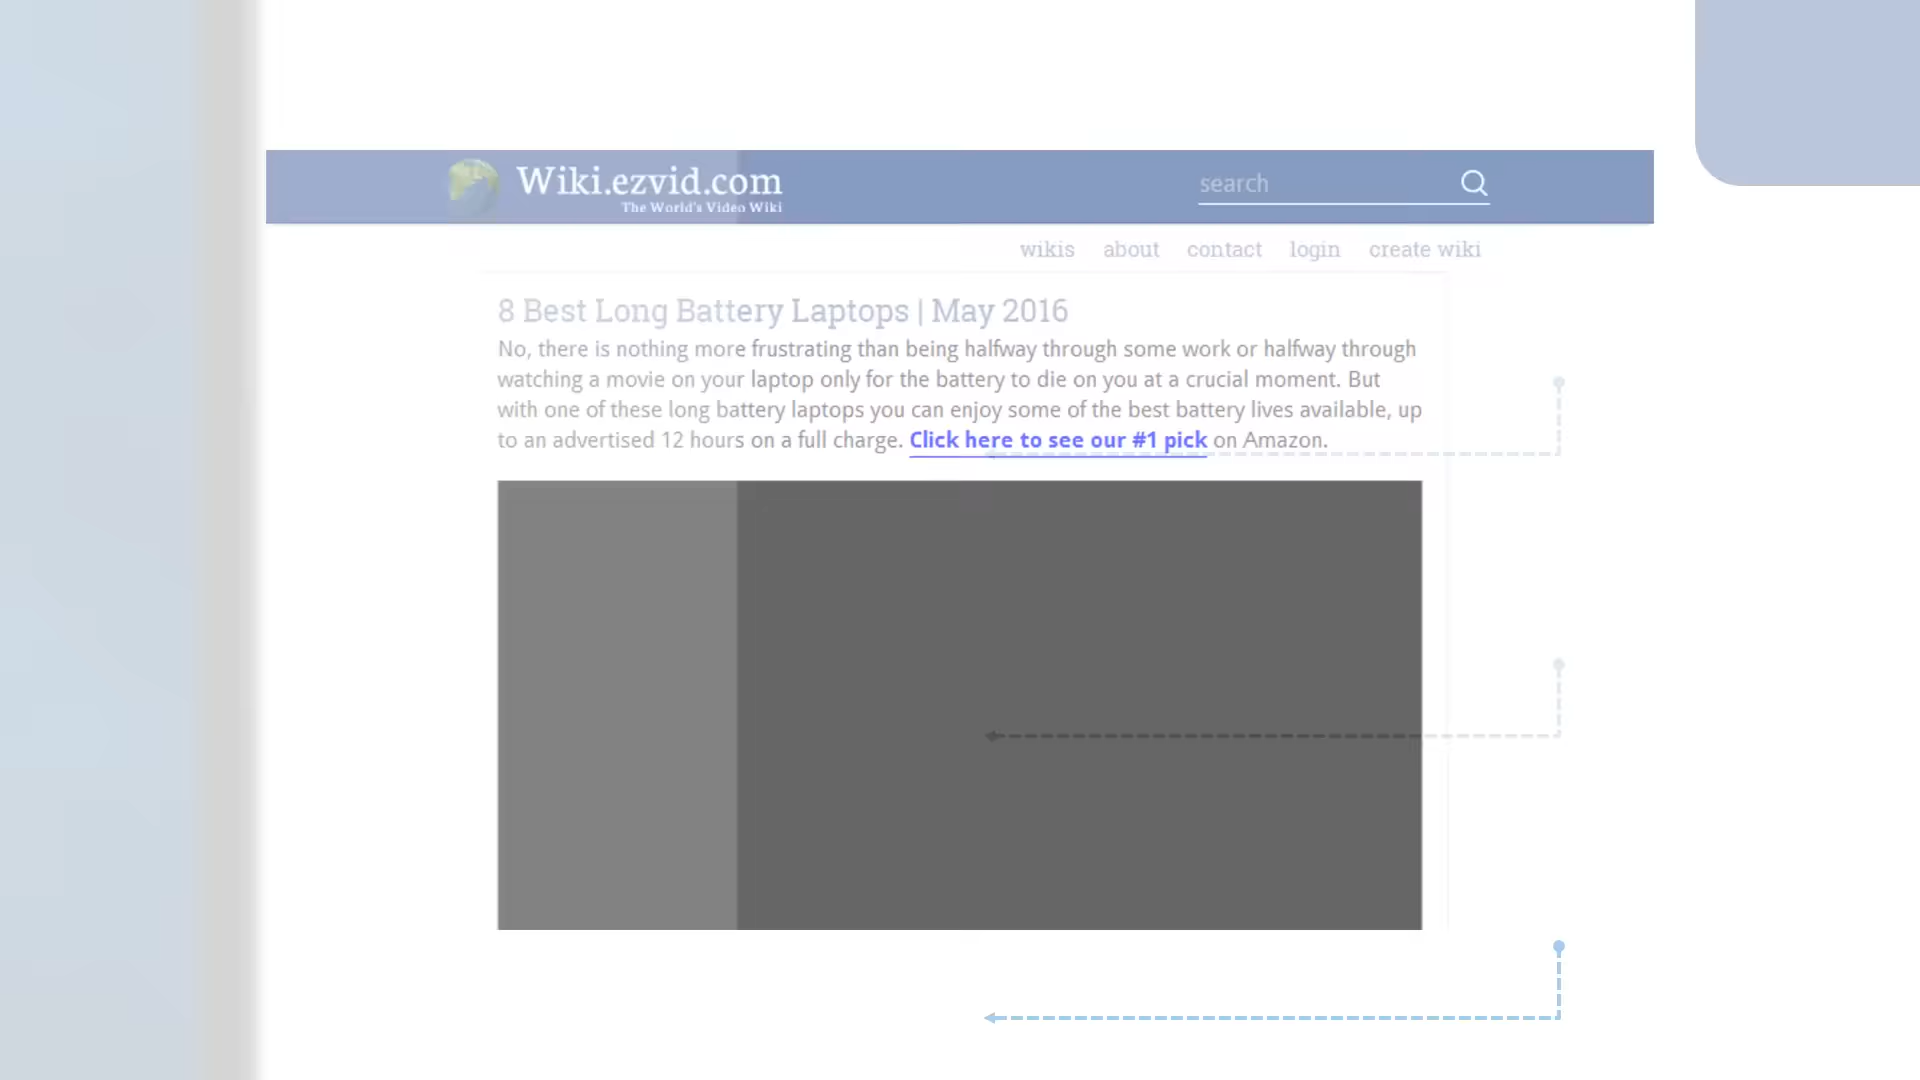 Wiki.ezvid.com
The World's Video Wiki
search
wikis about contact login create wiki
8 Best Long Battery Laptops | May 2016
No, there is nothing more frustrating than being halfway through some work or halfway through
watching a movie on your laptop only for the battery to die on you at a crucial moment. But
with one of these long battery laptops you can enjoy some of the best battery lives available, up
to an advertised 12 hours on a full charge. Click here to see our #1 pick on Amazon.